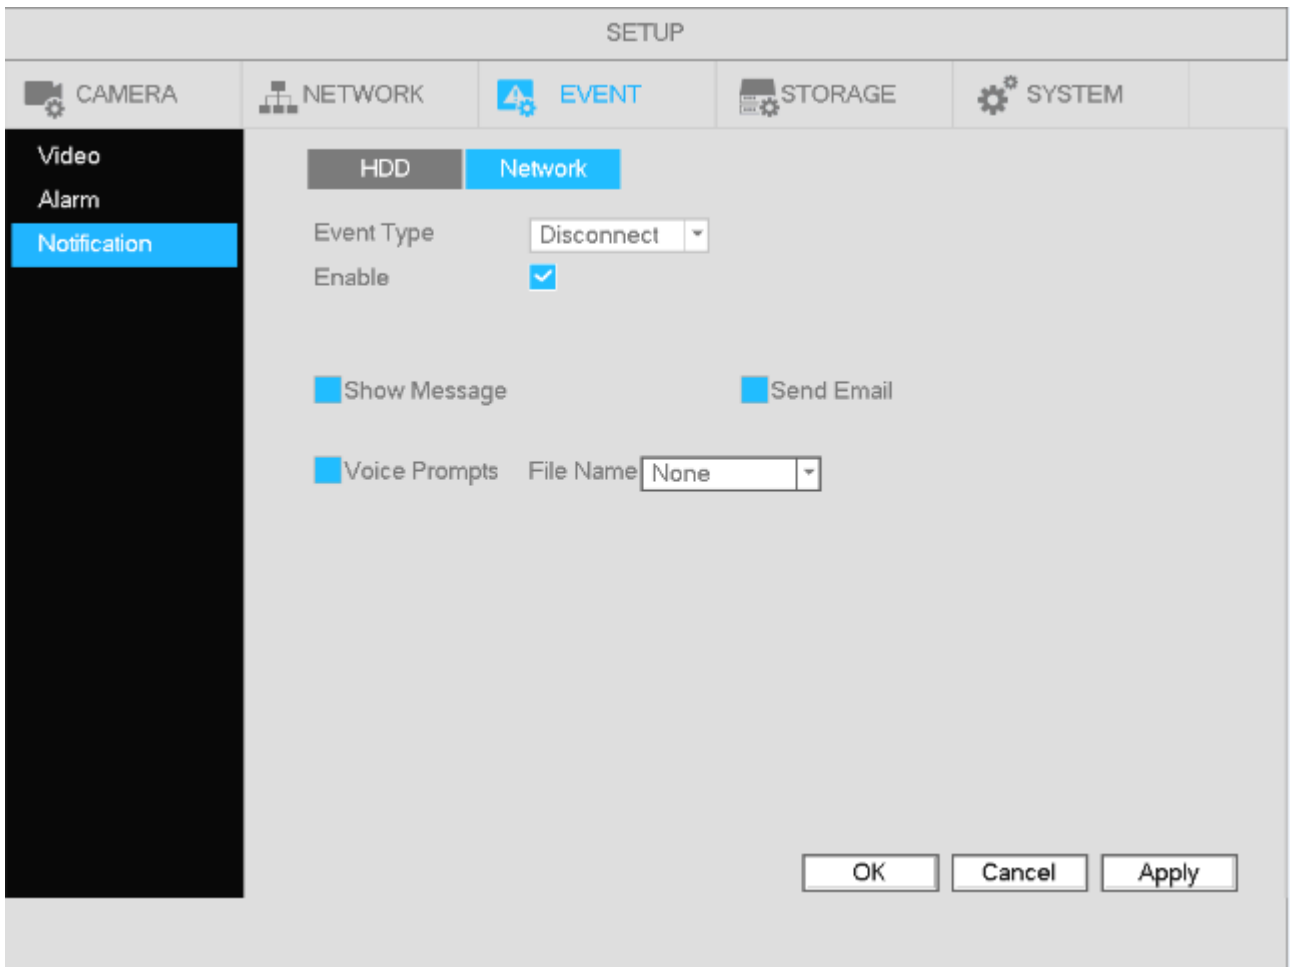 SETUP
CAMERA NETWORK EVENT STORAGE SYSTEM
Video
Alarm
Notification
HDD Network
Event Type Disconnect
Enable
Show Message Send Email
Voice Prompts File Name None
OK Cancel Apply